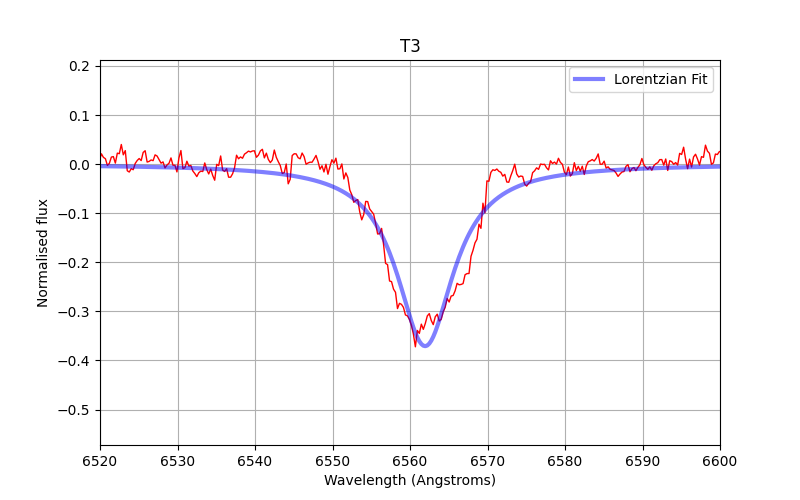 T3
Lorentzian Fit
Normalised flux
0.2
0.1
0.0
−0.1
−0.2
−0.3
−0.4
−0.5
6520 6530 6540 6550 6560 6570 6580 6590 6600
Wavelength (Angstroms)